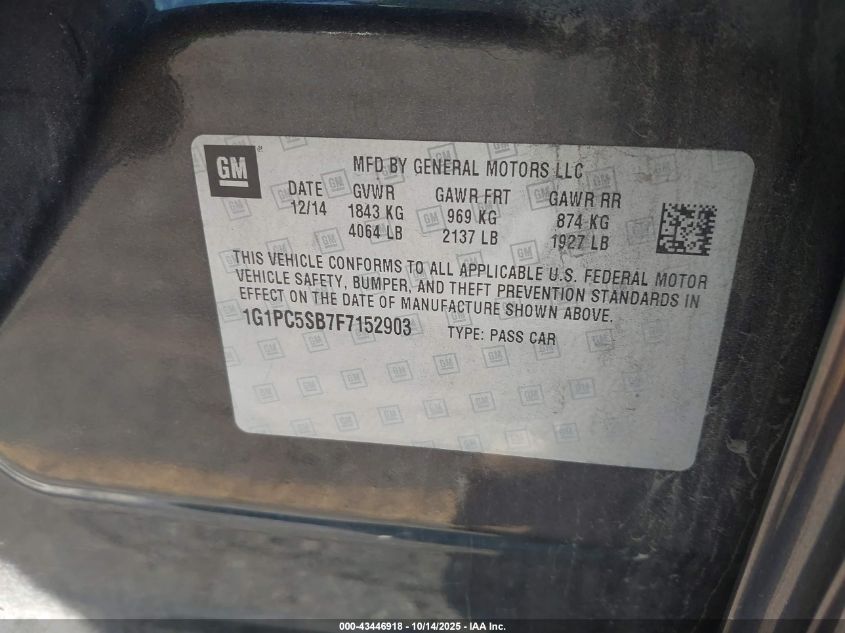 GM
MFD BY GENERAL MOTORS LLC
DATE GVWR GAWR FRT GAWR RR
12/14 1843 KG 969 KG 874 KG
4064 LB 2137 LB 1927 LB
THIS VEHICLE CONFORMS TO ALL APPLICABLE U.S. FEDERAL MOTOR
VEHICLE SAFETY, BUMPER, AND THEFT PREVENTION STANDARDS IN
EFFECT ON THE DATE OF MANUFACTURE SHOWN ABOVE.
1G1PC5SB7F7152903 TYPE: PASS CAR
000-43446918 - 10/14/2025 - IAA Inc.